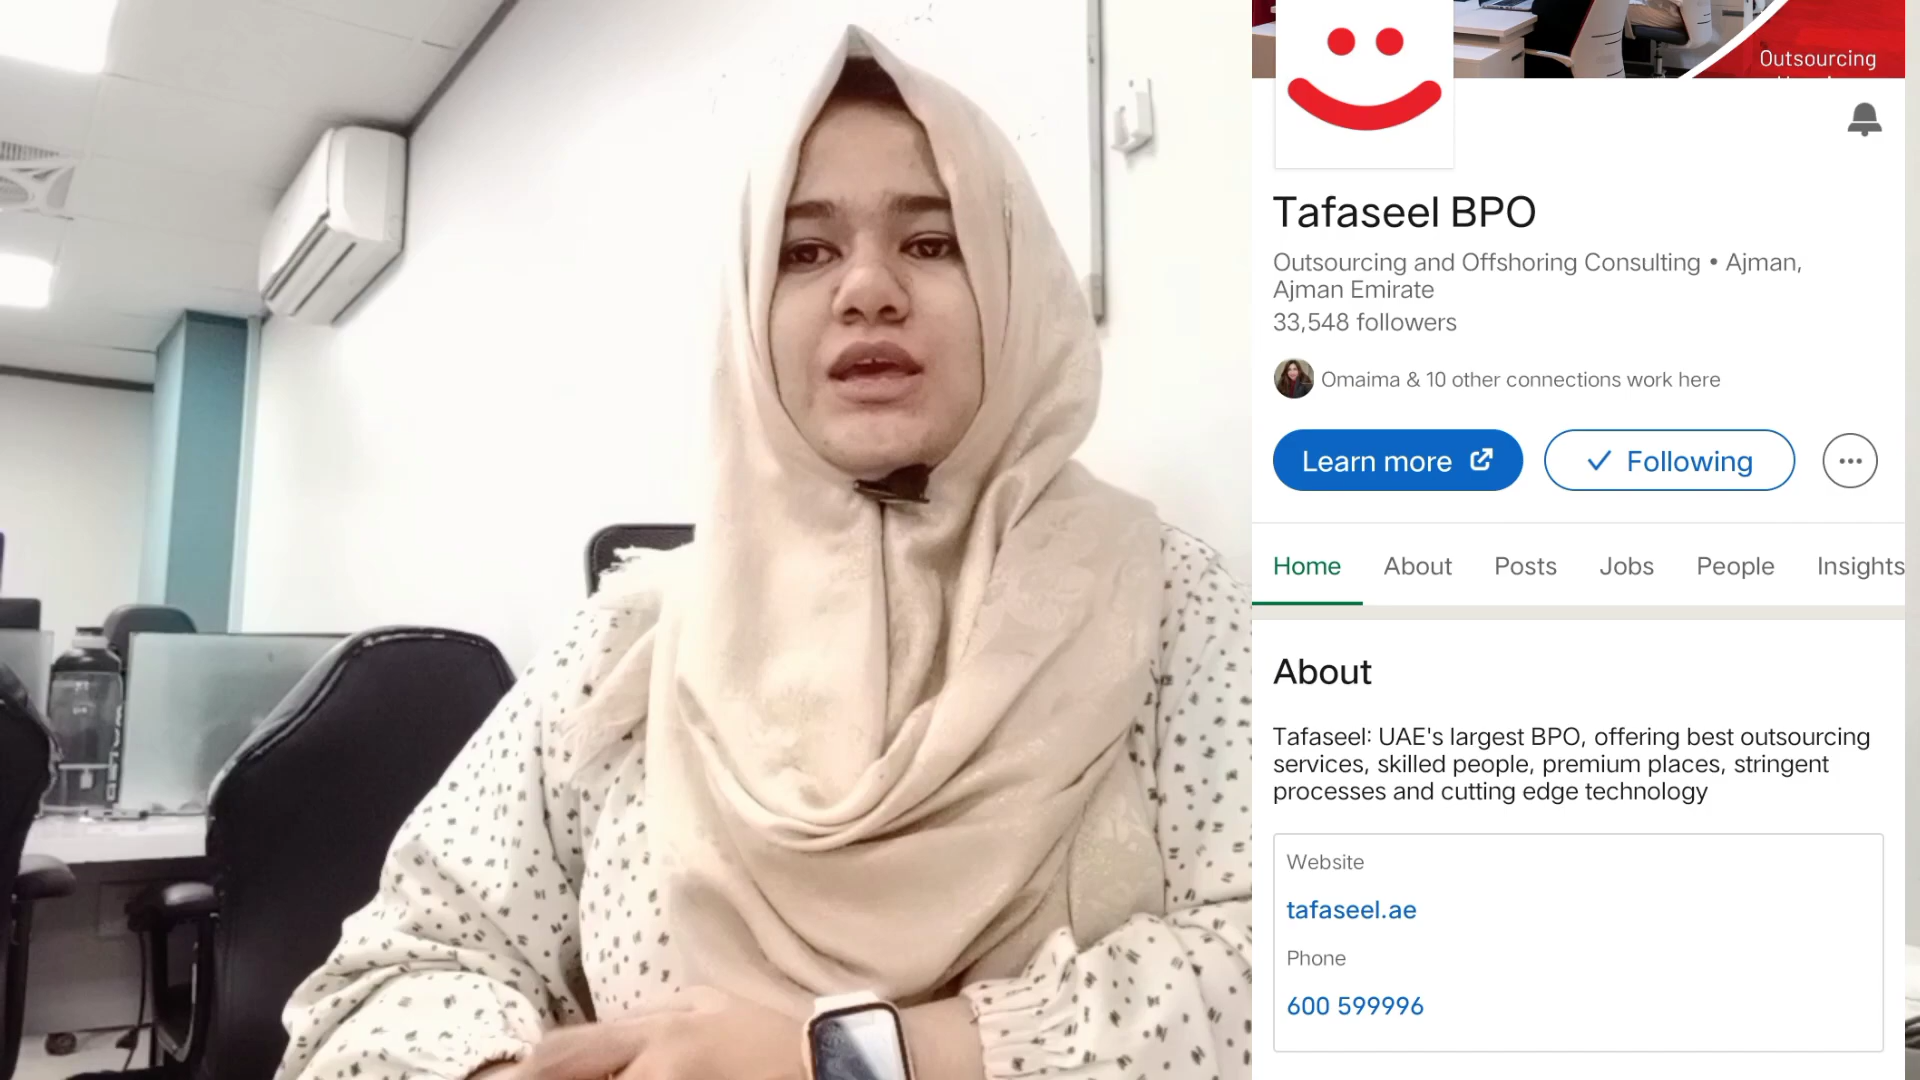 Outsourcing
Tafaseel BPO
Outsourcing and Offshoring Consulting • Ajman,
Ajman Emirate
33,548 followers
Omaima & 10 other connections work here
Learn more
Following
Home About Posts Jobs People Insights
About
Tafaseel: UAE's largest BPO, offering best outsourcing
services, skilled people, premium places, stringent
processes and cutting edge technology
Website
tafaseel.ae
Phone
600 599996